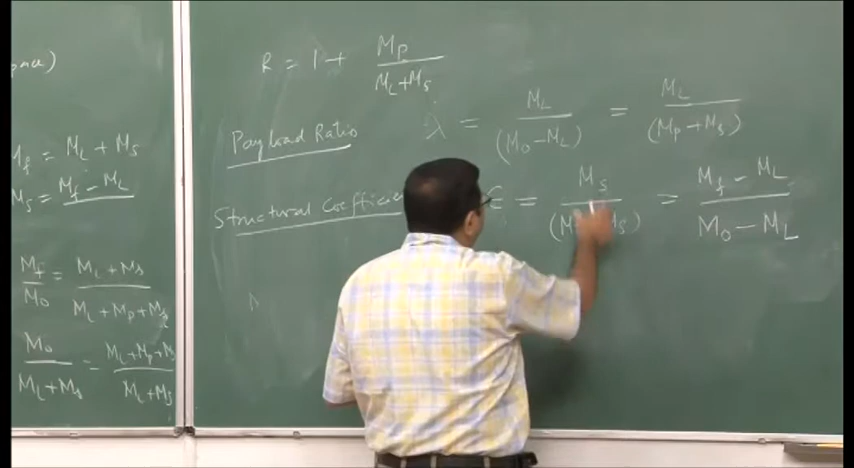 M_f = M_L + M_s
M_s = M_f - M_L
M_f / M_0 = (M_L + M_s) / (M_L + M_p + M_s)
M_0 / (M_L + M_s) = (M_L + M_p + M_s) / (M_L + M_s)
R = 1 + M_p / (M_L + M_s)
Payload Ratio λ = M_L / (M_0 - M_L) = M_L / (M_p + M_s)
Structural ε = M_s / (M = (M_f - M_L) / (M_0 - M_L)